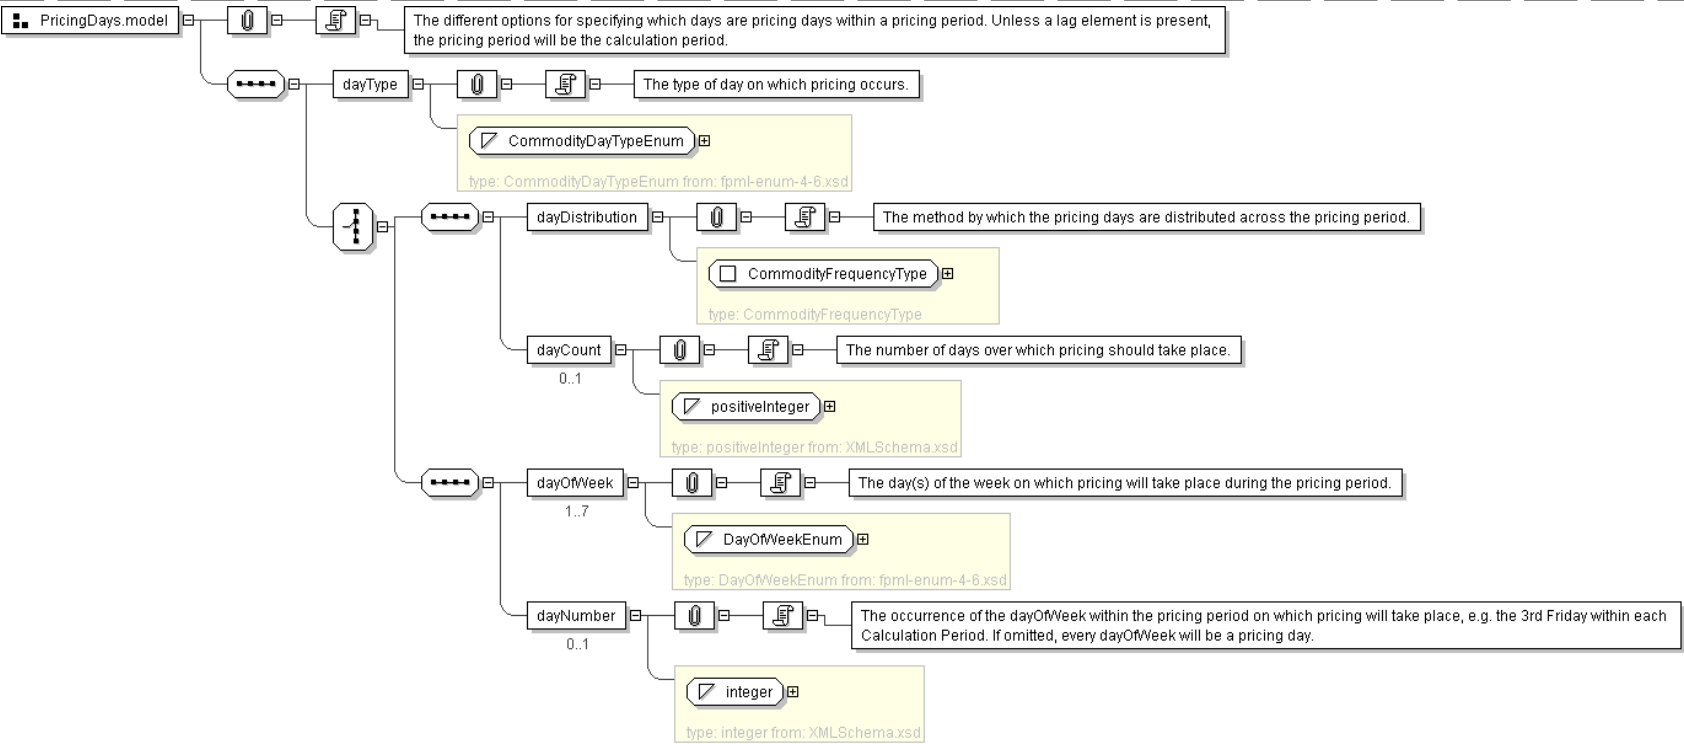 PricingDays.model
The different options for specifying which days are pricing days within a pricing period. Unless a lag element is present,
the pricing period will be the calculation period.
dayType
The type of day on which pricing occurs.
CommodityDayTypeEnum
type: CommodityDayTypeEnum from: fpml-enum-4-6.xsd
dayDistribution
The method by which the pricing days are distributed across the pricing period.
CommodityFrequencyType
type: CommodityFrequencyType
dayCount
The number of days over which pricing should take place.
0..1
positiveInteger
type: positiveInteger from: XMLSchema.xsd
dayOfWeek
The day(s) of the week on which pricing will take place during the pricing period.
1..7
DayOfWeekEnum
type: DayOfWeekEnum from: fpml-enum-4-6.xsd
dayNumber
The occurrence of the dayOfWeek within the pricing period on which pricing will take place, e.g. the 3rd Friday within each
Calculation Period. If omitted, every dayOfWeek will be a pricing day.
0..1
integer
type: integer from: XMLSchema.xsd